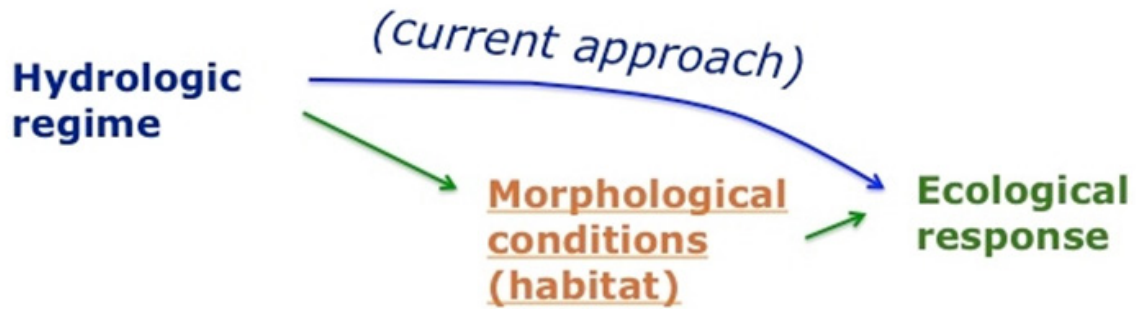 (current approach)
Hydrologic
regime
Morphological
conditions
(habitat)
Ecological
response